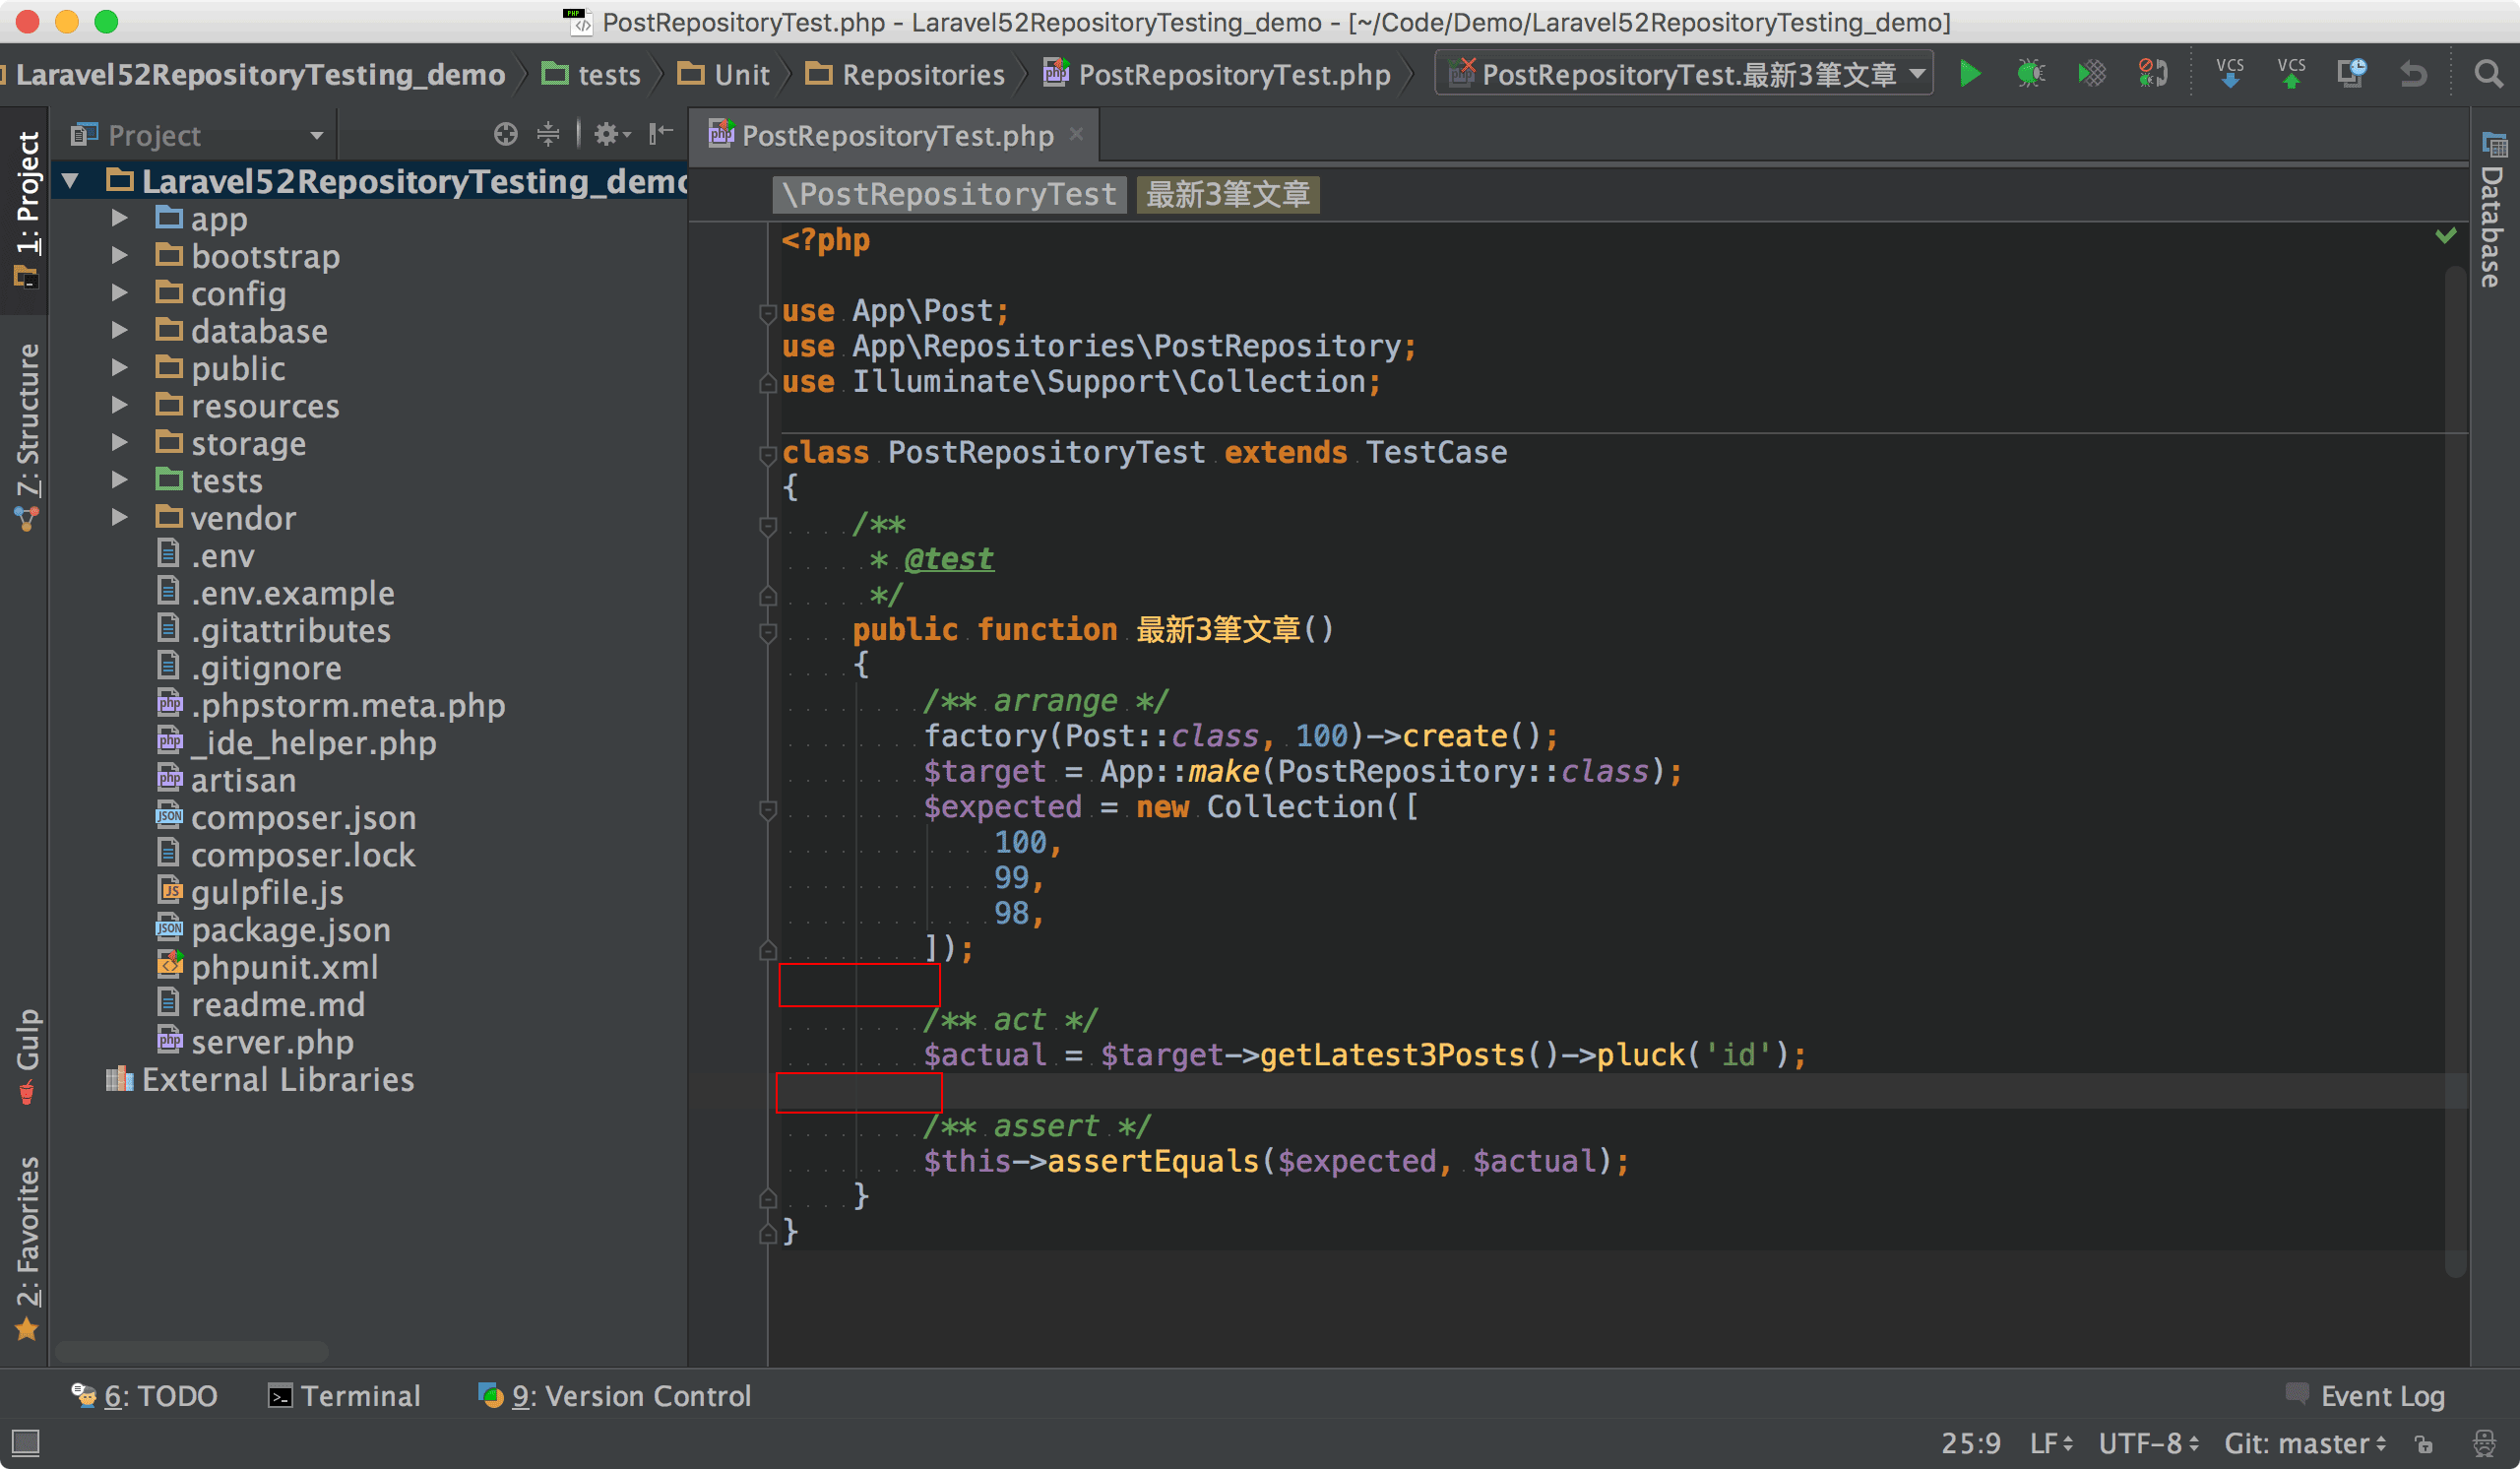 PostRepositoryTest.php - Laravel52RepositoryTesting_demo - [~/Code/Demo/Laravel52RepositoryTesting_demo]
Laravel52RepositoryTesting_demo tests Unit Repositories PostRepositoryTest.php PostRepositoryTest.最新3筆文章 VCS VCS
1: Project
7: Structure
Gulp
2: Favorites
Project
Laravel52RepositoryTesting_demo
app
bootstrap
config
database
public
resources
storage
tests
vendor
.env
.env.example
.gitattributes
.gitignore
.phpstorm.meta.php
_ide_helper.php
artisan
composer.json
composer.lock
gulpfile.js
package.json
phpunit.xml
readme.md
server.php
External Libraries
PostRepositoryTest.php
\PostRepositoryTest 最新3筆文章
<?php
use App\Post;
use App\Repositories\PostRepository;
use Illuminate\Support\Collection;
class PostRepositoryTest extends TestCase
{
/**
* @test
*/
public function 最新3筆文章()
{
/** arrange */
factory(Post::class, 100)->create();
$target = App::make(PostRepository::class);
$expected = new Collection([
100,
99,
98,
]);
/** act */
$actual = $target->getLatest3Posts()->pluck('id');
/** assert */
$this->assertEquals($expected, $actual);
}
}
Database
6: TODO Terminal 9: Version Control Event Log
25:9 LF UTF-8 Git: master